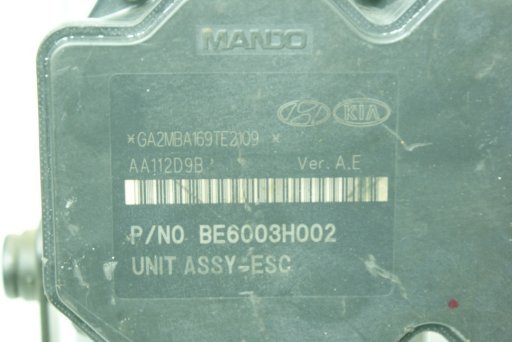 MANDO
KIA
*GA2MBA169TE2109 *
AA112D9B Ver. A.E
P/NO BE6003H002
UNIT ASSY-ESC